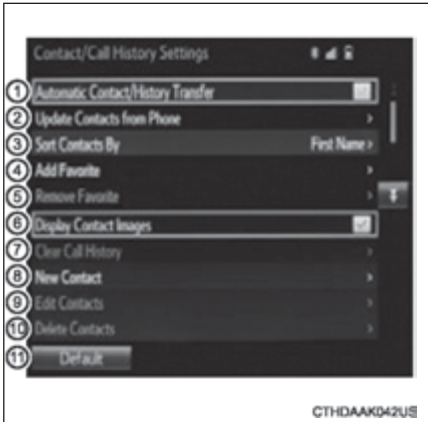 Contact/Call History Settings
1 Automatic Contact/History Transfer
2 Update Contacts from Phone
3 Sort Contacts By First Name
4 Add Favorite
5 Remove Favorite
6 Display Contact Images
7 Clear Call History
8 New Contact
9 Edit Contacts
10 Delete Contacts
11 Default
CTHDAAK042US